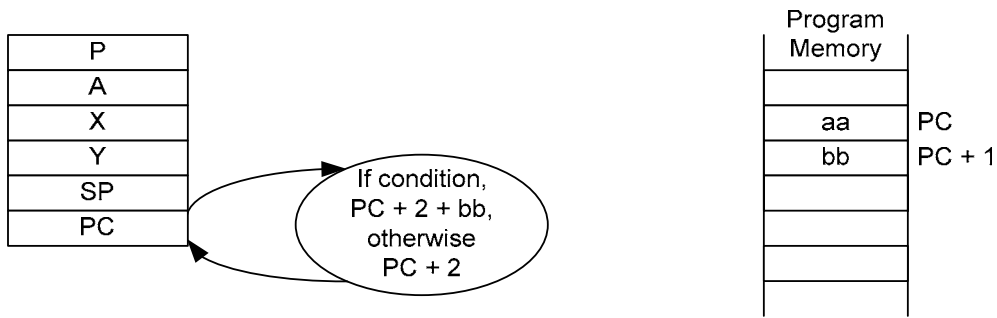 P
A
X
Y
SP
PC
If condition,
PC + 2 + bb,
otherwise
PC + 2
Program
Memory
aa
PC
bb
PC + 1